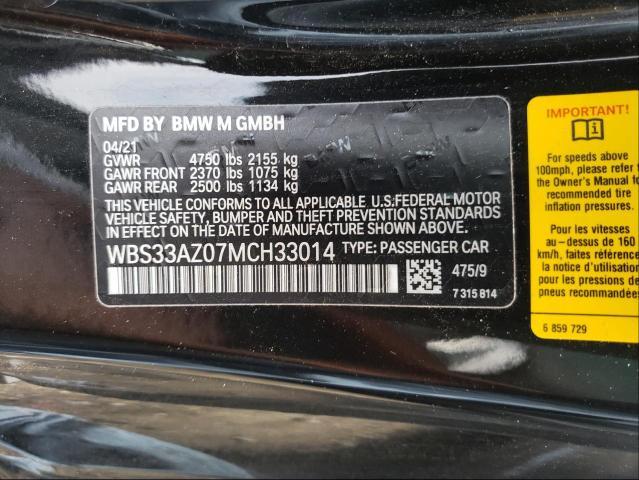 MFD BY BMW M GMBH
04/21
GVWR 4750 lbs 2155 kg
GAWR FRONT 2370 lbs 1075 kg
GAWR REAR 2500 lbs 1134 kg
THIS VEHICLE CONFORMS TO ALL APPLICABLE U.S.FEDERAL MOTOR
VEHICLE SAFETY, BUMPER AND THEFT PREVENTION STANDARDS
IN EFFECT ON THE DATE OF MANUFACTURE SHOWN ABOVE.
WBS33AZ07MCH33014 TYPE: PASSENGER CAR
475/9
7 315 814
IMPORTANT!
For speeds above
100mph, please refer
the Owner's Manual fo
recommended tire
inflation pressures.
Pour les vitesses
au-dessus de 160
km/h, faites référence
à la notice d'utilisation
pour les pressions de
pneus recommandées
6 859 729